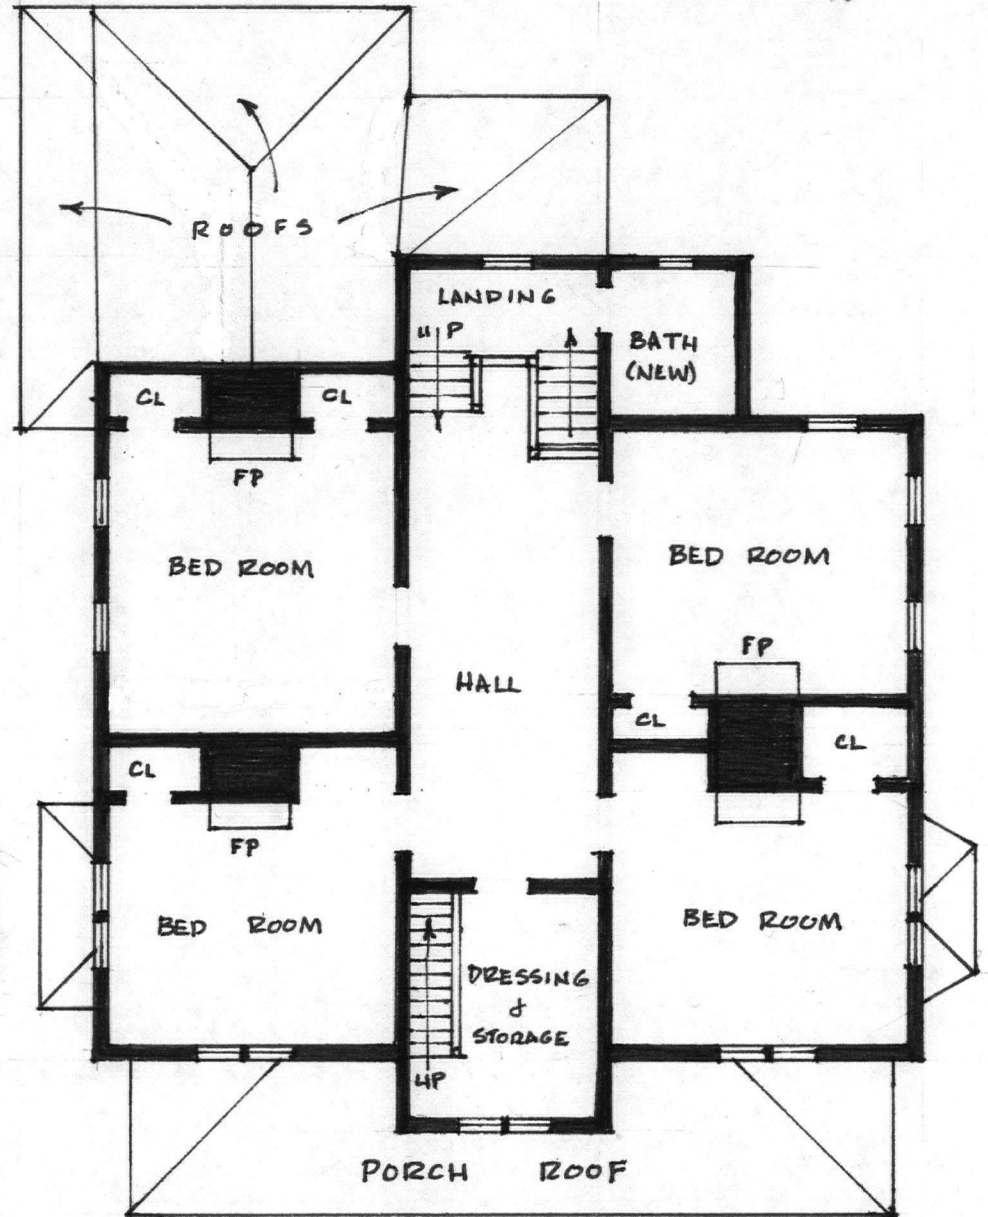 ROOFS
LANDING
UP
BATH
(NEW)
CL
CL
FP
BED ROOM
BED ROOM
FP
HALL
CL
CL
CL
FP
BED ROOM
BED ROOM
DRESSING
&
STORAGE
UP
PORCH ROOF